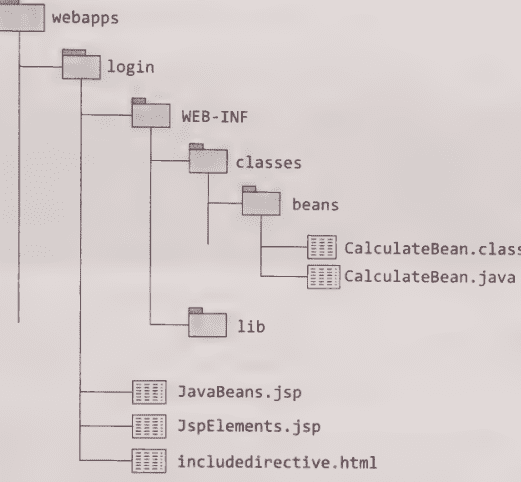 webapps
login
WEB-INF
classes
beans
CalculateBean.class
CalculateBean.java
lib
JavaBeans.jsp
JspElements.jsp
includedirective.html